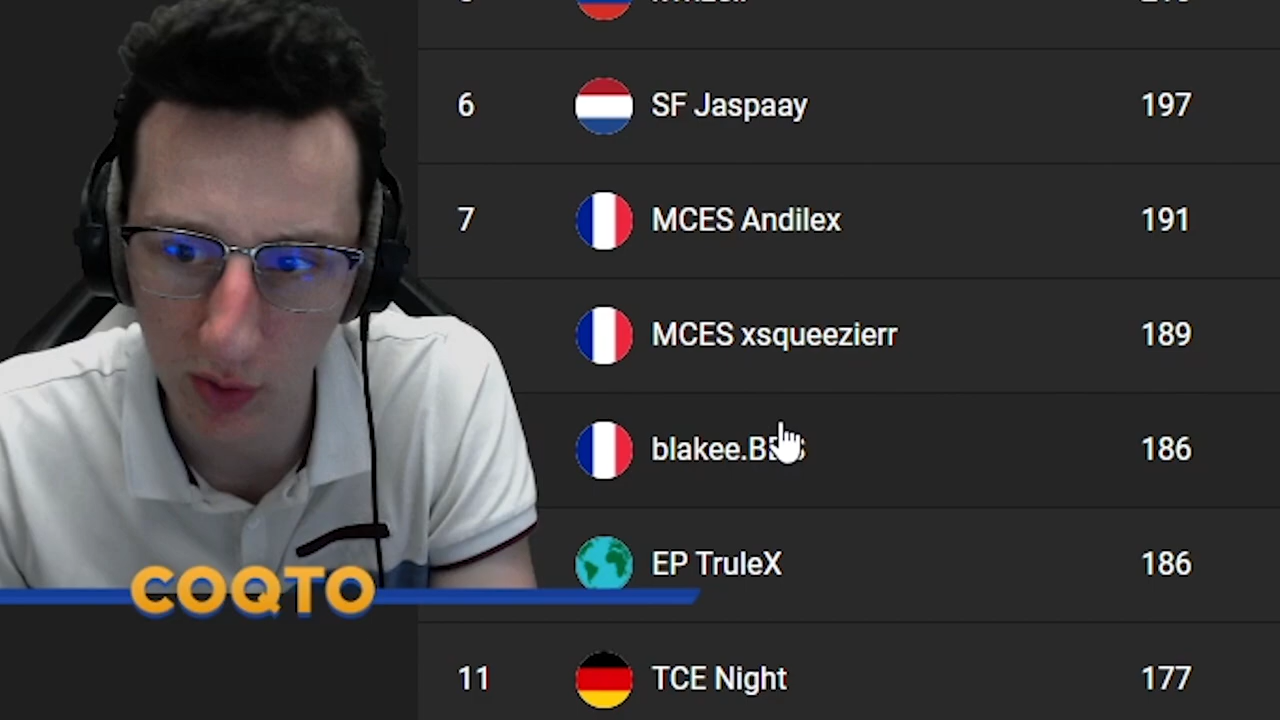 6 SF Jaspaay 197
7 MCES Andilex 191
MCES xsqueezierr 189
186
EP TruleX 186
COQTO
11 TCE Night 177